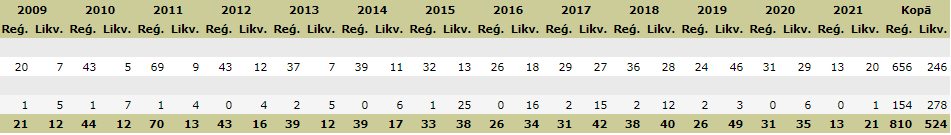 2009 2010 2011 2012 2013 2014 2015 2016 2017 2018 2019 2020 2021 Kopā
Reģ. Likv. Reģ. Likv. Reģ. Likv. Reģ. Likv. Reģ. Likv. Reģ. Likv. Reģ. Likv. Reģ. Likv. Reģ. Likv. Reģ. Likv. Reģ. Likv. Reģ. Likv. Reģ. Likv. Reģ. Likv.
20 7 43 5 69 9 43 12 37 7 39 11 32 13 26 18 29 27 36 28 24 46 31 29 13 20 656 246
1 5 1 7 1 4 0 4 2 5 0 6 1 25 0 16 2 15 2 12 2 3 0 6 0 1 154 278
21 12 44 12 70 13 43 16 39 12 39 17 33 38 26 34 31 42 38 40 26 49 31 35 13 21 810 524